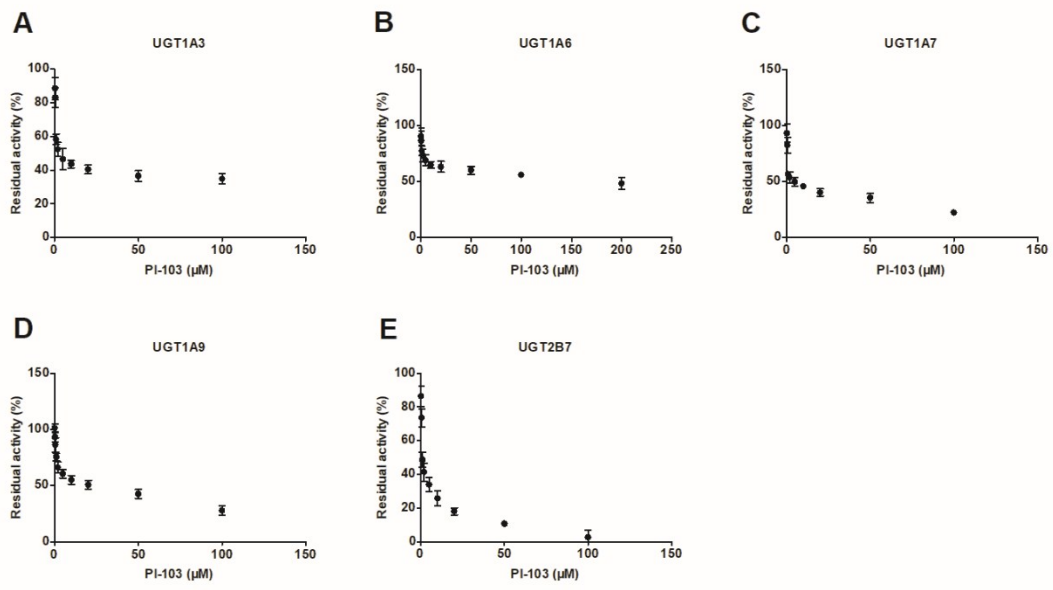 A
UGT1A3
Residual activity (%)
100
80
60
40
20
0
0 50 100 150
PI-103 (µM)
B
UGT1A6
Residual activity (%)
150
100
50
0
0 50 100 150 200 250
PI-103 (µM)
C
UGT1A7
Residual activity (%)
150
100
50
0
0 50 100 150
PI-103 (µM)
D
UGT1A9
Residual activity (%)
150
100
50
0
0 50 100 150
PI-103 (µM)
E
UGT2B7
Residual activity (%)
100
80
60
40
20
0
0 50 100 150
PI-103 (µM)